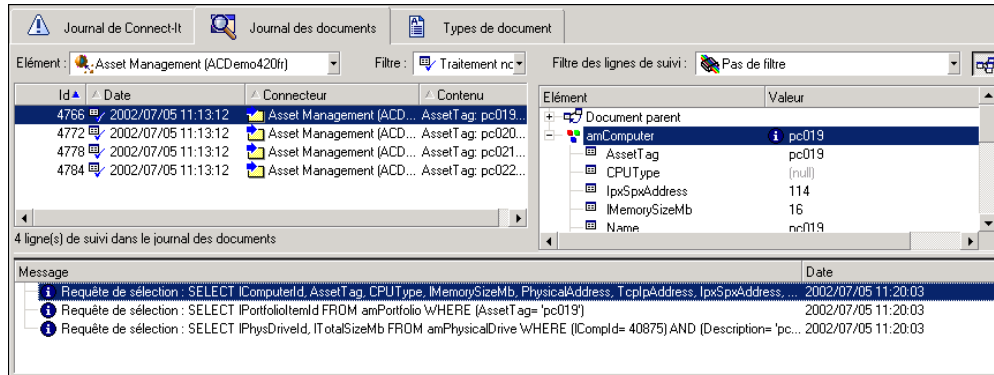 Journal de Connect-It
Journal des documents
Types de document
Elément :
Asset Management (ACDemo420fr)
Filtre :
Traitement nc
Filtre des lignes de suivi :
Pas de filtre
Id Date Connecteur Contenu
4766 2002/07/05 11:13:12 Asset Management (ACD... AssetTag: pc019...
4772 2002/07/05 11:13:12 Asset Management (ACD... AssetTag: pc020...
4778 2002/07/05 11:13:12 Asset Management (ACD... AssetTag: pc021...
4784 2002/07/05 11:13:12 Asset Management (ACD... AssetTag: pc022...
4 ligne(s) de suivi dans le journal des documents
Elément Valeur
Document parent
amComputer pc019
AssetTag pc019
CPUType (null)
IpxSpxAddress 114
lMemorySizeMb 16
Name pc019
Message Date
Requête de sélection : SELECT lComputerId, AssetTag, CPUType, lMemorySizeMb, PhysicalAddress, TcpIpAddress, IpxSpxAddress, ... 2002/07/05 11:20:03
Requête de sélection : SELECT lPortfolioItemId FROM amPortfolio WHERE (AssetTag= 'pc019') 2002/07/05 11:20:03
Requête de sélection : SELECT lPhysDriveId, lTotalSizeMb FROM amPhysicalDrive WHERE (lCompId= 40875) AND (Description= 'pc... 2002/07/05 11:20:03